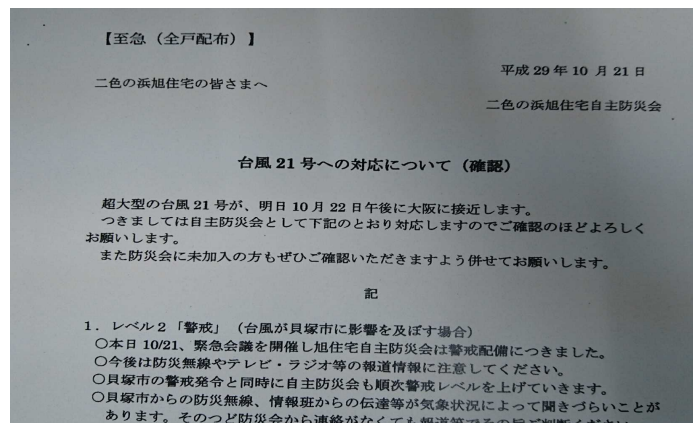 【至急（全戸配布）】
平成 29 年 10 月 21 日
二色の浜旭住宅の皆さまへ
二色の浜旭住宅自主防災会
台風 21 号への対応について（確認）
超大型の台風 21 号が、明日 10 月 22 日午後に大阪に接近します。
つきましては自主防災会として下記のとおり対応しますのでご確認のほどよろしく
お願いします。
また防災会に未加入の方もぜひご確認いただきますよう併せてお願いします。
記
1．レベル 2「警戒」（台風が貝塚市に影響を及ぼす場合）
○本日 10/21、緊急会議を開催し旭住宅自主防災会は警戒配備につきました。
○今後は防災無線やテレビ・ラジオ等の報道情報に注意してください。
○貝塚市の警戒発令と同時に自主防災会も順次警戒レベルを上げていきます。
○貝塚市からの防災無線、情報班からの伝達等が気象状況によって聞きづらいことが
あります。そのつど防災会から連絡がなくても報道等で